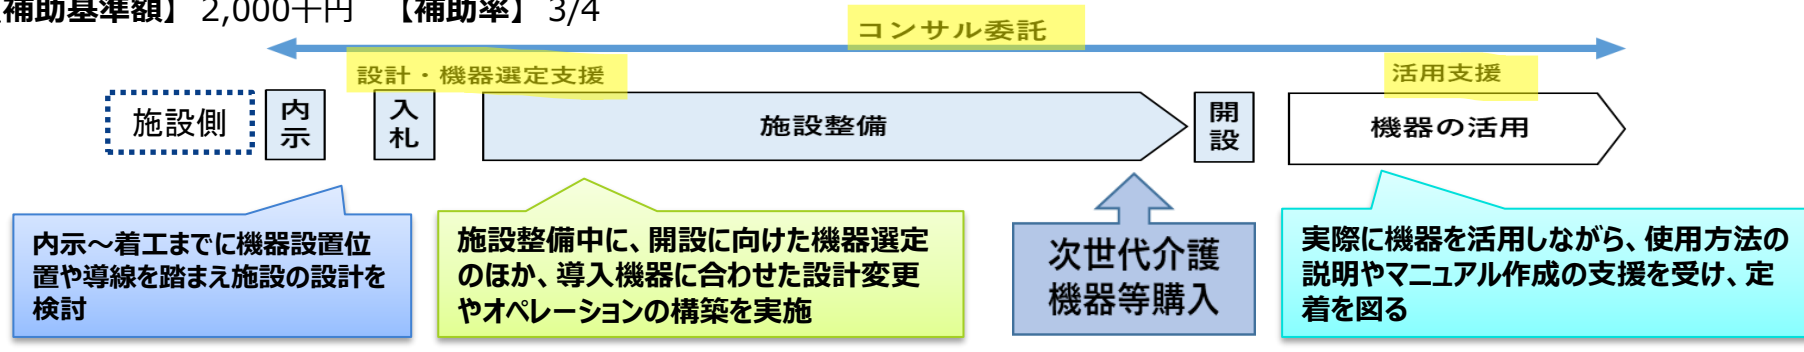 補助基準額】 2,000千円 【補助率】 3/4
コンサル委託
設計・機器選定支援
活用支援
施設側
内示
入札
施設整備
開設
機器の活用
内示～着工までに機器設置位
置や導線を踏まえ施設の設計を
検討
施設整備中に、開設に向けた機器選定
のほか、導入機器に合わせた設計変更
やオペレーションの構築を実施
次世代介護
機器等購入
実際に機器を活用しながら、使用方法の
説明やマニュアル作成の支援を受け、定
着を図る